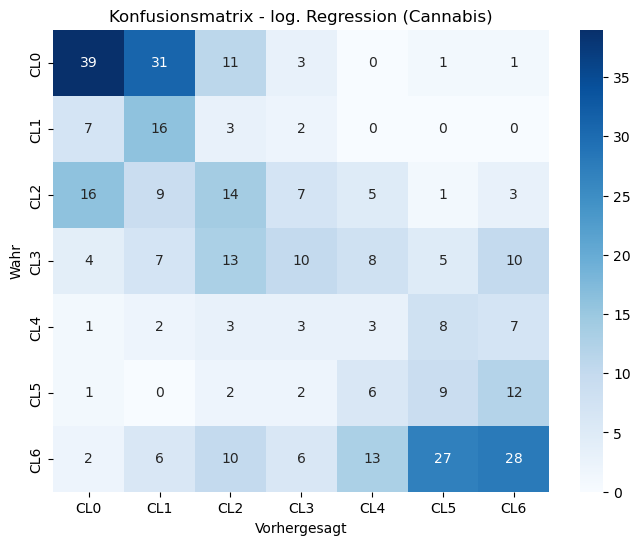 Konfusionsmatrix - log. Regression (Cannabis)
CL0 39 31 11 3 0 1 1
CL1 7 16 3 2 0 0 0
CL2 16 9 14 7 5 1 3
CL3 4 7 13 10 8 5 10
CL4 1 2 3 3 3 8 7
CL5 1 0 2 2 6 9 12
CL6 2 6 10 6 13 27 28
CL0 CL1 CL2 CL3 CL4 CL5 CL6
Vorhergesagt
Wahr
35
30
25
20
15
10
5
0